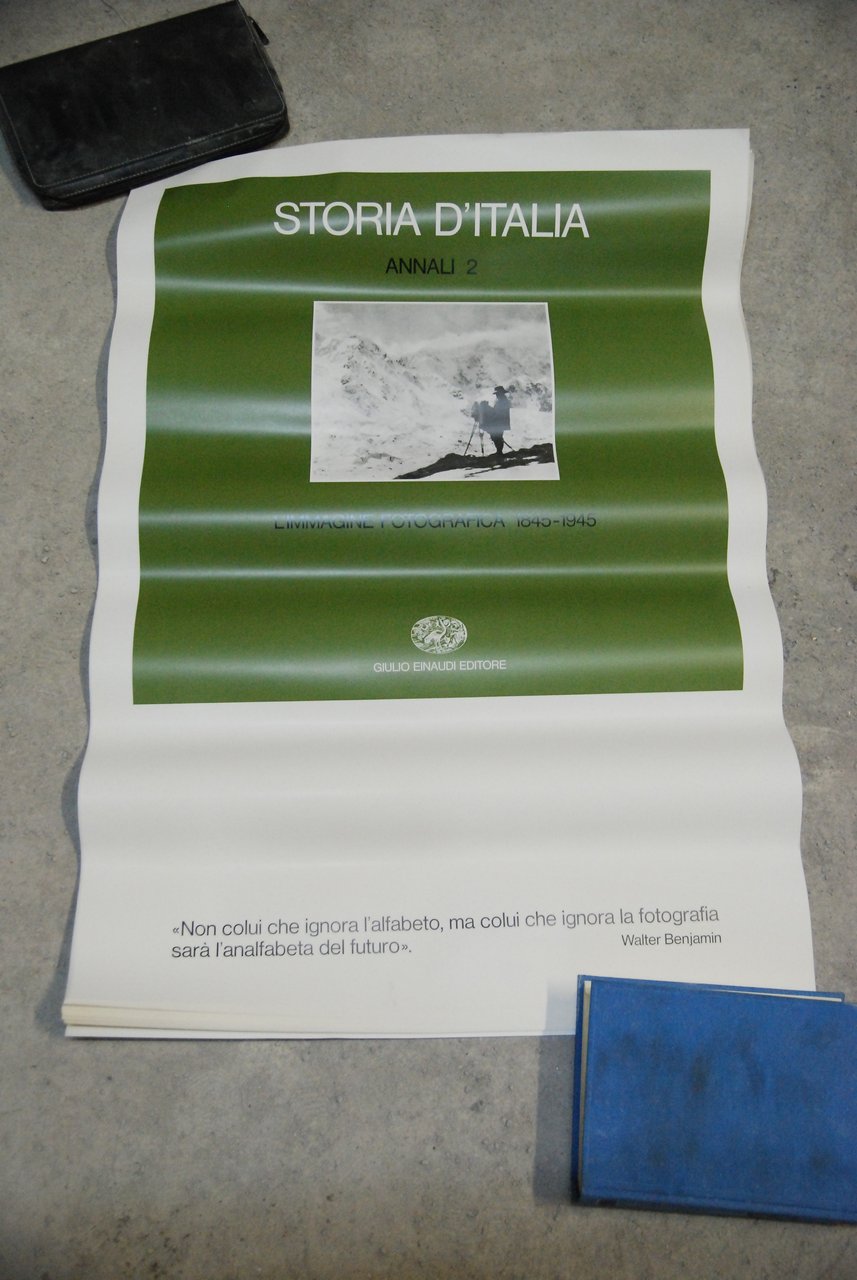 STORIA D'ITALIA
ANNALI 2
L'IMMAGINE FOTOGRAFICA 1845-1945
GIULIO EINAUDI EDITORE
«Non colui che ignora l'alfabeto, ma colui che ignora la fotografia
sarà l'analfabeta del futuro».
Walter Benjamin